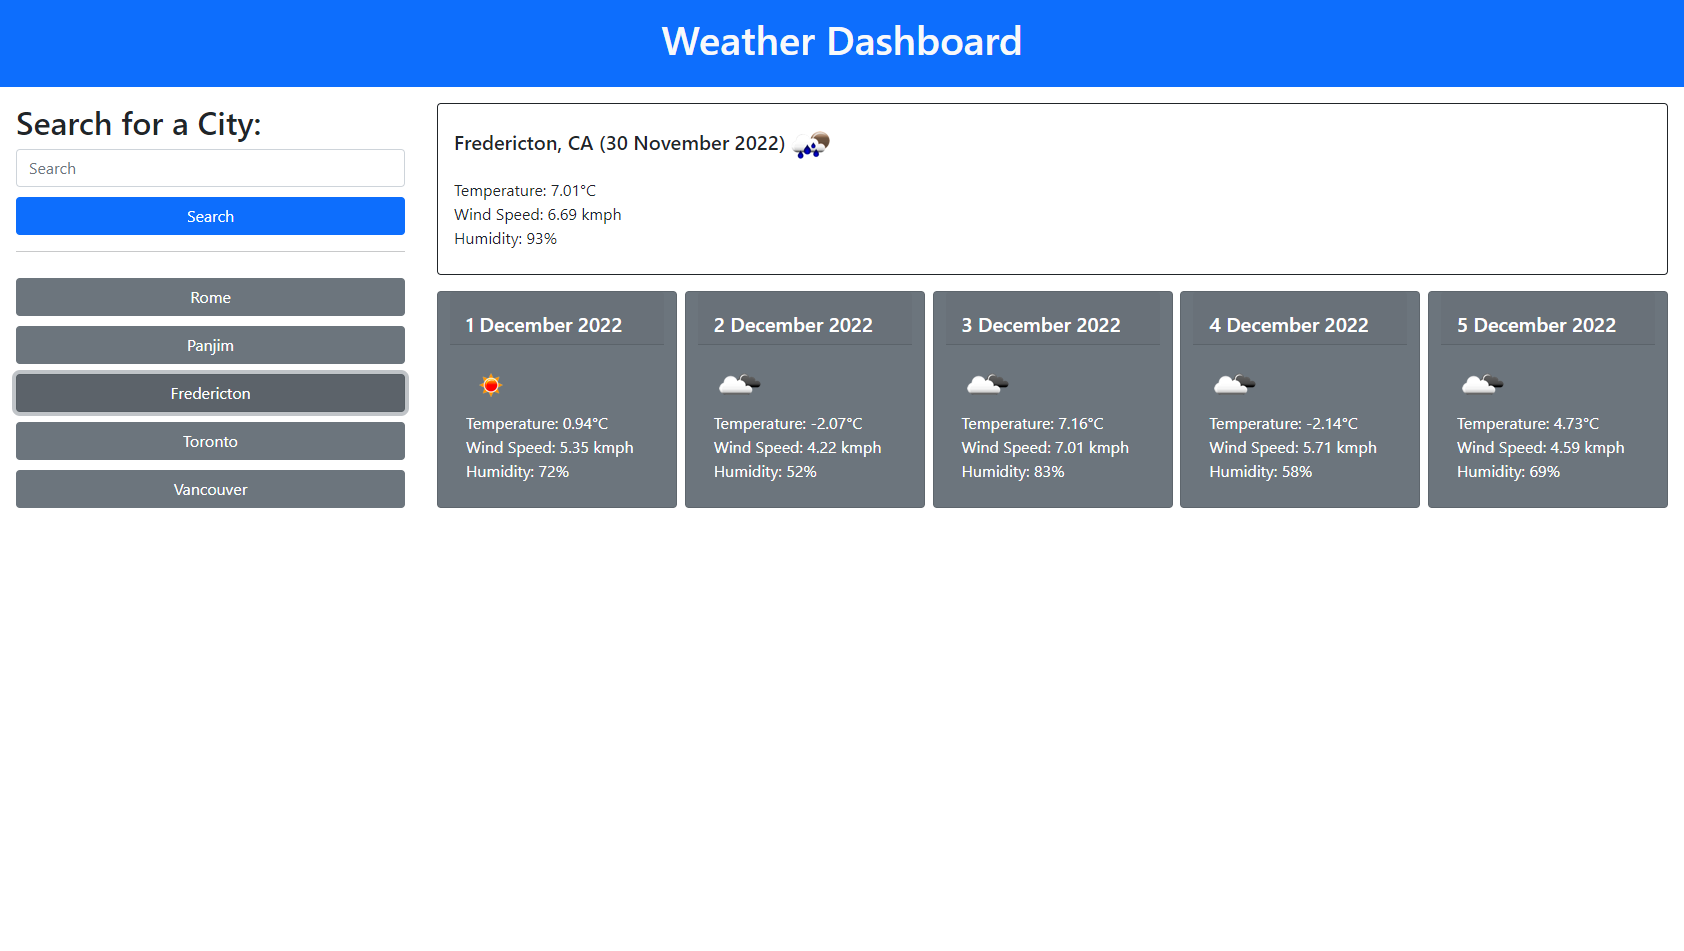 Weather Dashboard
Search for a City:
Search
Search
Rome
Panjim
Fredericton
Toronto
Vancouver
Fredericton, CA (30 November 2022)
Temperature: 7.01°C
Wind Speed: 6.69 kmph
Humidity: 93%
1 December 2022
Temperature: 0.94°C
Wind Speed: 5.35 kmph
Humidity: 72%
2 December 2022
Temperature: -2.07°C
Wind Speed: 4.22 kmph
Humidity: 52%
3 December 2022
Temperature: 7.16°C
Wind Speed: 7.01 kmph
Humidity: 83%
4 December 2022
Temperature: -2.14°C
Wind Speed: 5.71 kmph
Humidity: 58%
5 December 2022
Temperature: 4.73°C
Wind Speed: 4.59 kmph
Humidity: 69%